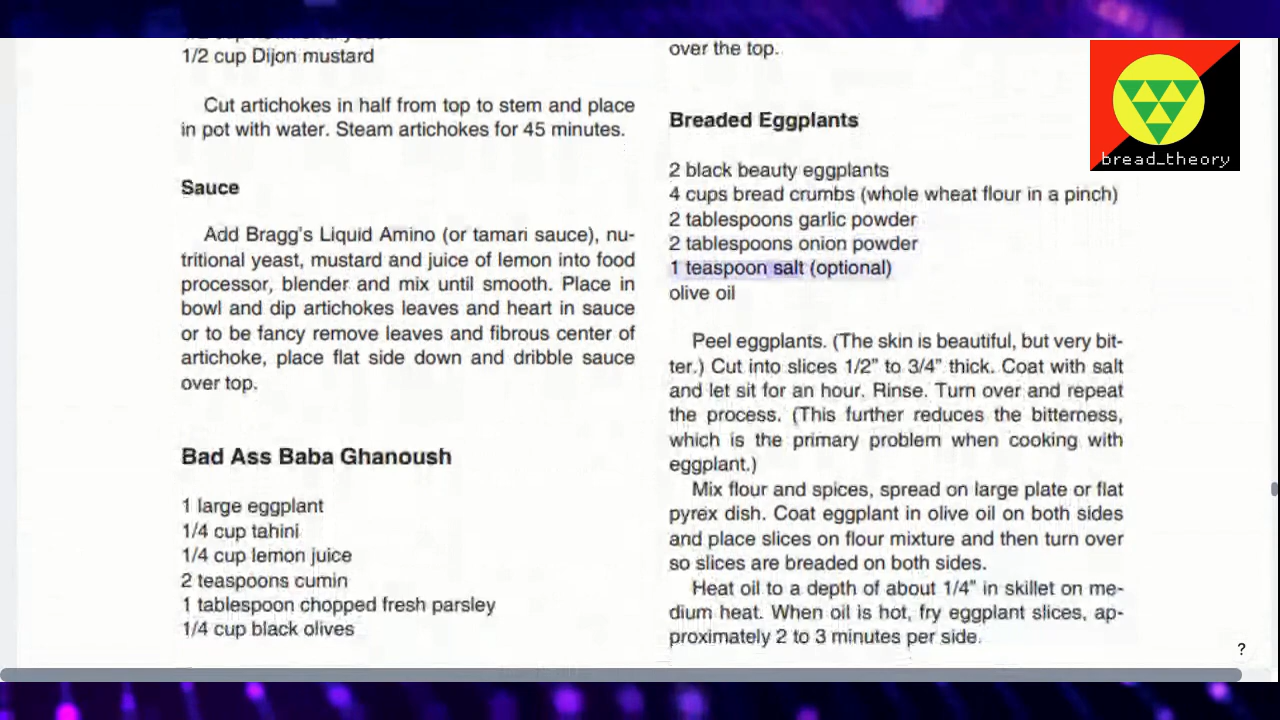 1/2 cup Dijon mustard
Cut artichokes in half from top to stem and place
in pot with water. Steam artichokes for 45 minutes.
Sauce
Add Bragg's Liquid Amino (or tamari sauce), nu-
tritional yeast, mustard and juice of lemon into food
processor, blender and mix until smooth. Place in
bowl and dip artichokes leaves and heart in sauce
or to be fancy remove leaves and fibrous center of
artichoke, place flat side down and dribble sauce
over top.
Bad Ass Baba Ghanoush
1 large eggplant
1/4 cup tahini
1/4 cup lemon juice
2 teaspoons cumin
1 tablespoon chopped fresh parsley
1/4 cup black olives
over the top.
Breaded Eggplants
2 black beauty eggplants
4 cups bread crumbs (whole wheat flour in a pinch)
2 tablespoons garlic powder
2 tablespoons onion powder
1 teaspoon salt (optional)
olive oil
Peel eggplants. (The skin is beautiful, but very bit-
ter.) Cut into slices 1/2” to 3/4” thick. Coat with salt
and let sit for an hour. Rinse. Turn over and repeat
the process. (This further reduces the bitterness,
which is the primary problem when cooking with
eggplant.)
Mix flour and spices, spread on large plate or flat
pyrex dish. Coat eggplant in olive oil on both sides
and place slices on flour mixture and then turn over
so slices are breaded on both sides.
Heat oil to a depth of about 1/4” in skillet on me-
dium heat. When oil is hot, fry eggplant slices, ap-
proximately 2 to 3 minutes per side.
bread_theory
?